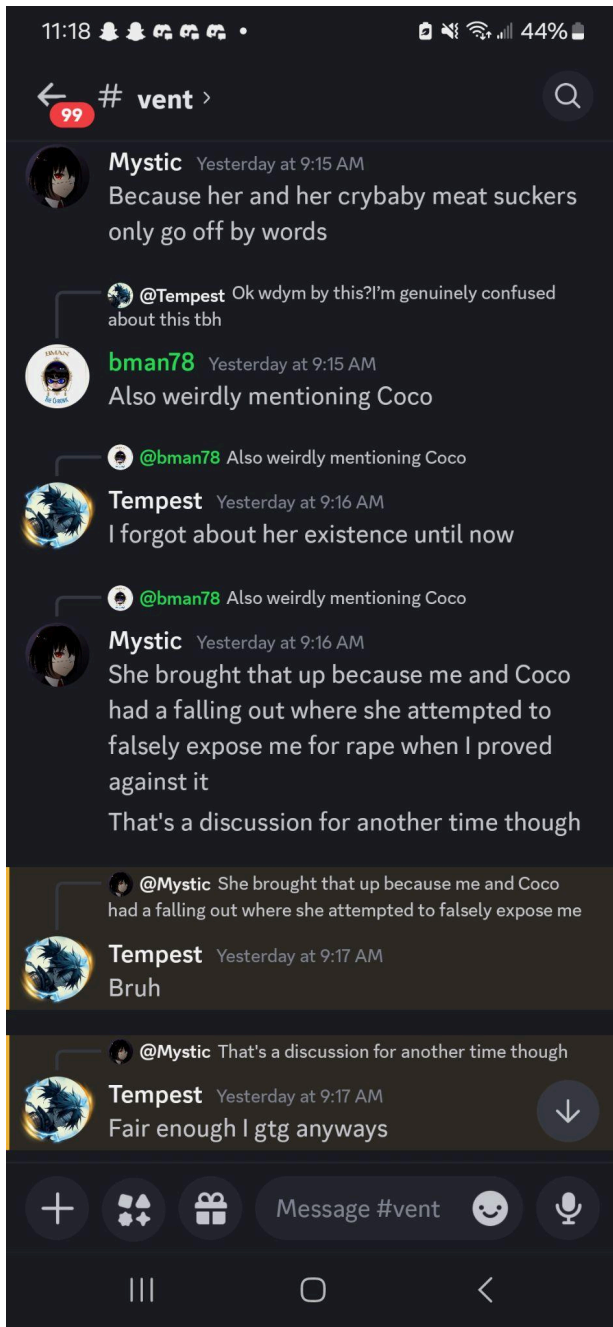 11:18
44%
99
# vent >
Mystic Yesterday at 9:15 AM
Because her and her crybaby meat suckers
only go off by words
@Tempest Ok wdym by this?I'm genuinely confused
about this tbh
BMAN
bman78 Yesterday at 9:15 AM
Also weirdly mentioning Coco
@bman78 Also weirdly mentioning Coco
Tempest Yesterday at 9:16 AM
I forgot about her existence until now
@bman78 Also weirdly mentioning Coco
Mystic Yesterday at 9:16 AM
She brought that up because me and Coco
had a falling out where she attempted to
falsely expose me for rape when I proved
against it
That's a discussion for another time though
@Mystic She brought that up because me and Coco
had a falling out where she attempted to falsely expose me
Tempest Yesterday at 9:17 AM
Bruh
@Mystic That's a discussion for another time though
Tempest Yesterday at 9:17 AM
Fair enough I gtg anyways
Message #vent